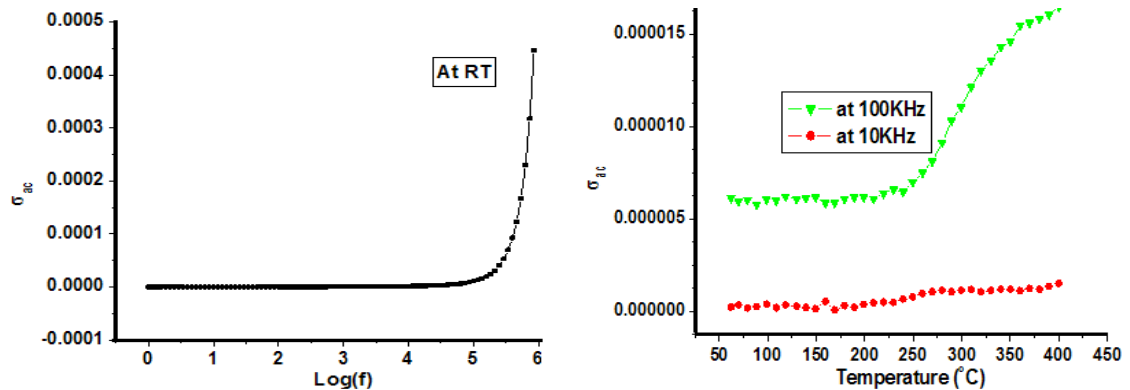 0.0005
0.0004
0.0003
0.0002
0.0001
0.0000
-0.0001
σac
At RT
0 1 2 3 4 5 6
Log(f)
0.000015
0.000010
0.000005
0.000000
σac
at 100KHz
at 10KHz
50 100 150 200 250 300 350 400 450
Temperature (°C)